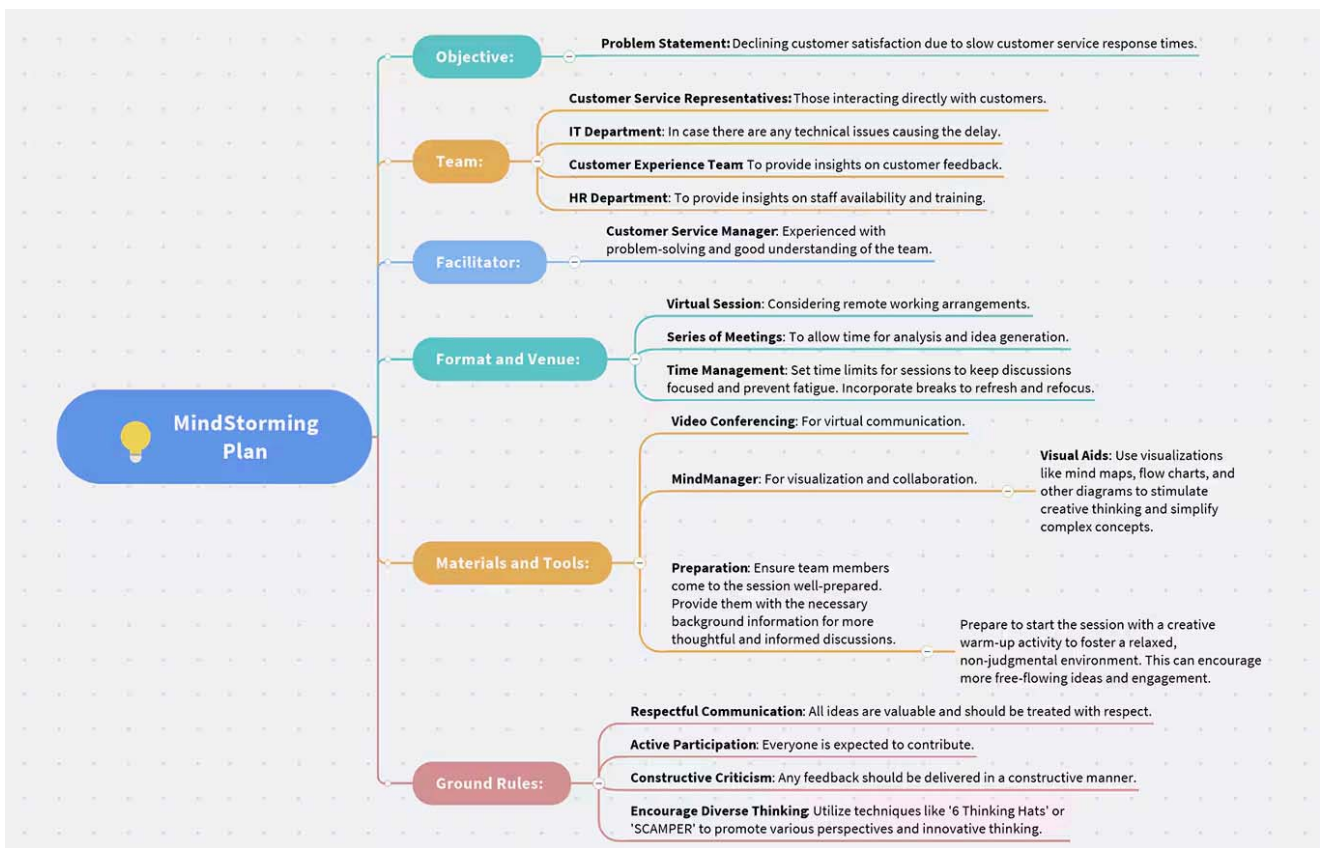 MindStorming
Plan
Objective:
Problem Statement: Declining customer satisfaction due to slow customer service response times.
Team:
Customer Service Representatives: Those interacting directly with customers.
IT Department: In case there are any technical issues causing the delay.
Customer Experience Team: To provide insights on customer feedback.
HR Department: To provide insights on staff availability and training.
Facilitator:
Customer Service Manager: Experienced with
problem-solving and good understanding of the team.
Format and Venue:
Virtual Session: Considering remote working arrangements.
Series of Meetings: To allow time for analysis and idea generation.
Time Management: Set time limits for sessions to keep discussions
focused and prevent fatigue. Incorporate breaks to refresh and refocus.
Materials and Tools:
Video Conferencing: For virtual communication.
MindManager: For visualization and collaboration.
Visual Aids: Use visualizations
like mind maps, flow charts, and
other diagrams to stimulate
creative thinking and simplify
complex concepts.
Preparation: Ensure team members
come to the session well-prepared.
Provide them with the necessary
background information for more
thoughtful and informed discussions.
Prepare to start the session with a creative
warm-up activity to foster a relaxed,
non-judgmental environment. This can encourage
more free-flowing ideas and engagement.
Ground Rules:
Respectful Communication: All ideas are valuable and should be treated with respect.
Active Participation: Everyone is expected to contribute.
Constructive Criticism: Any feedback should be delivered in a constructive manner.
Encourage Diverse Thinking: Utilize techniques like '6 Thinking Hats' or
'SCAMPER' to promote various perspectives and innovative thinking.